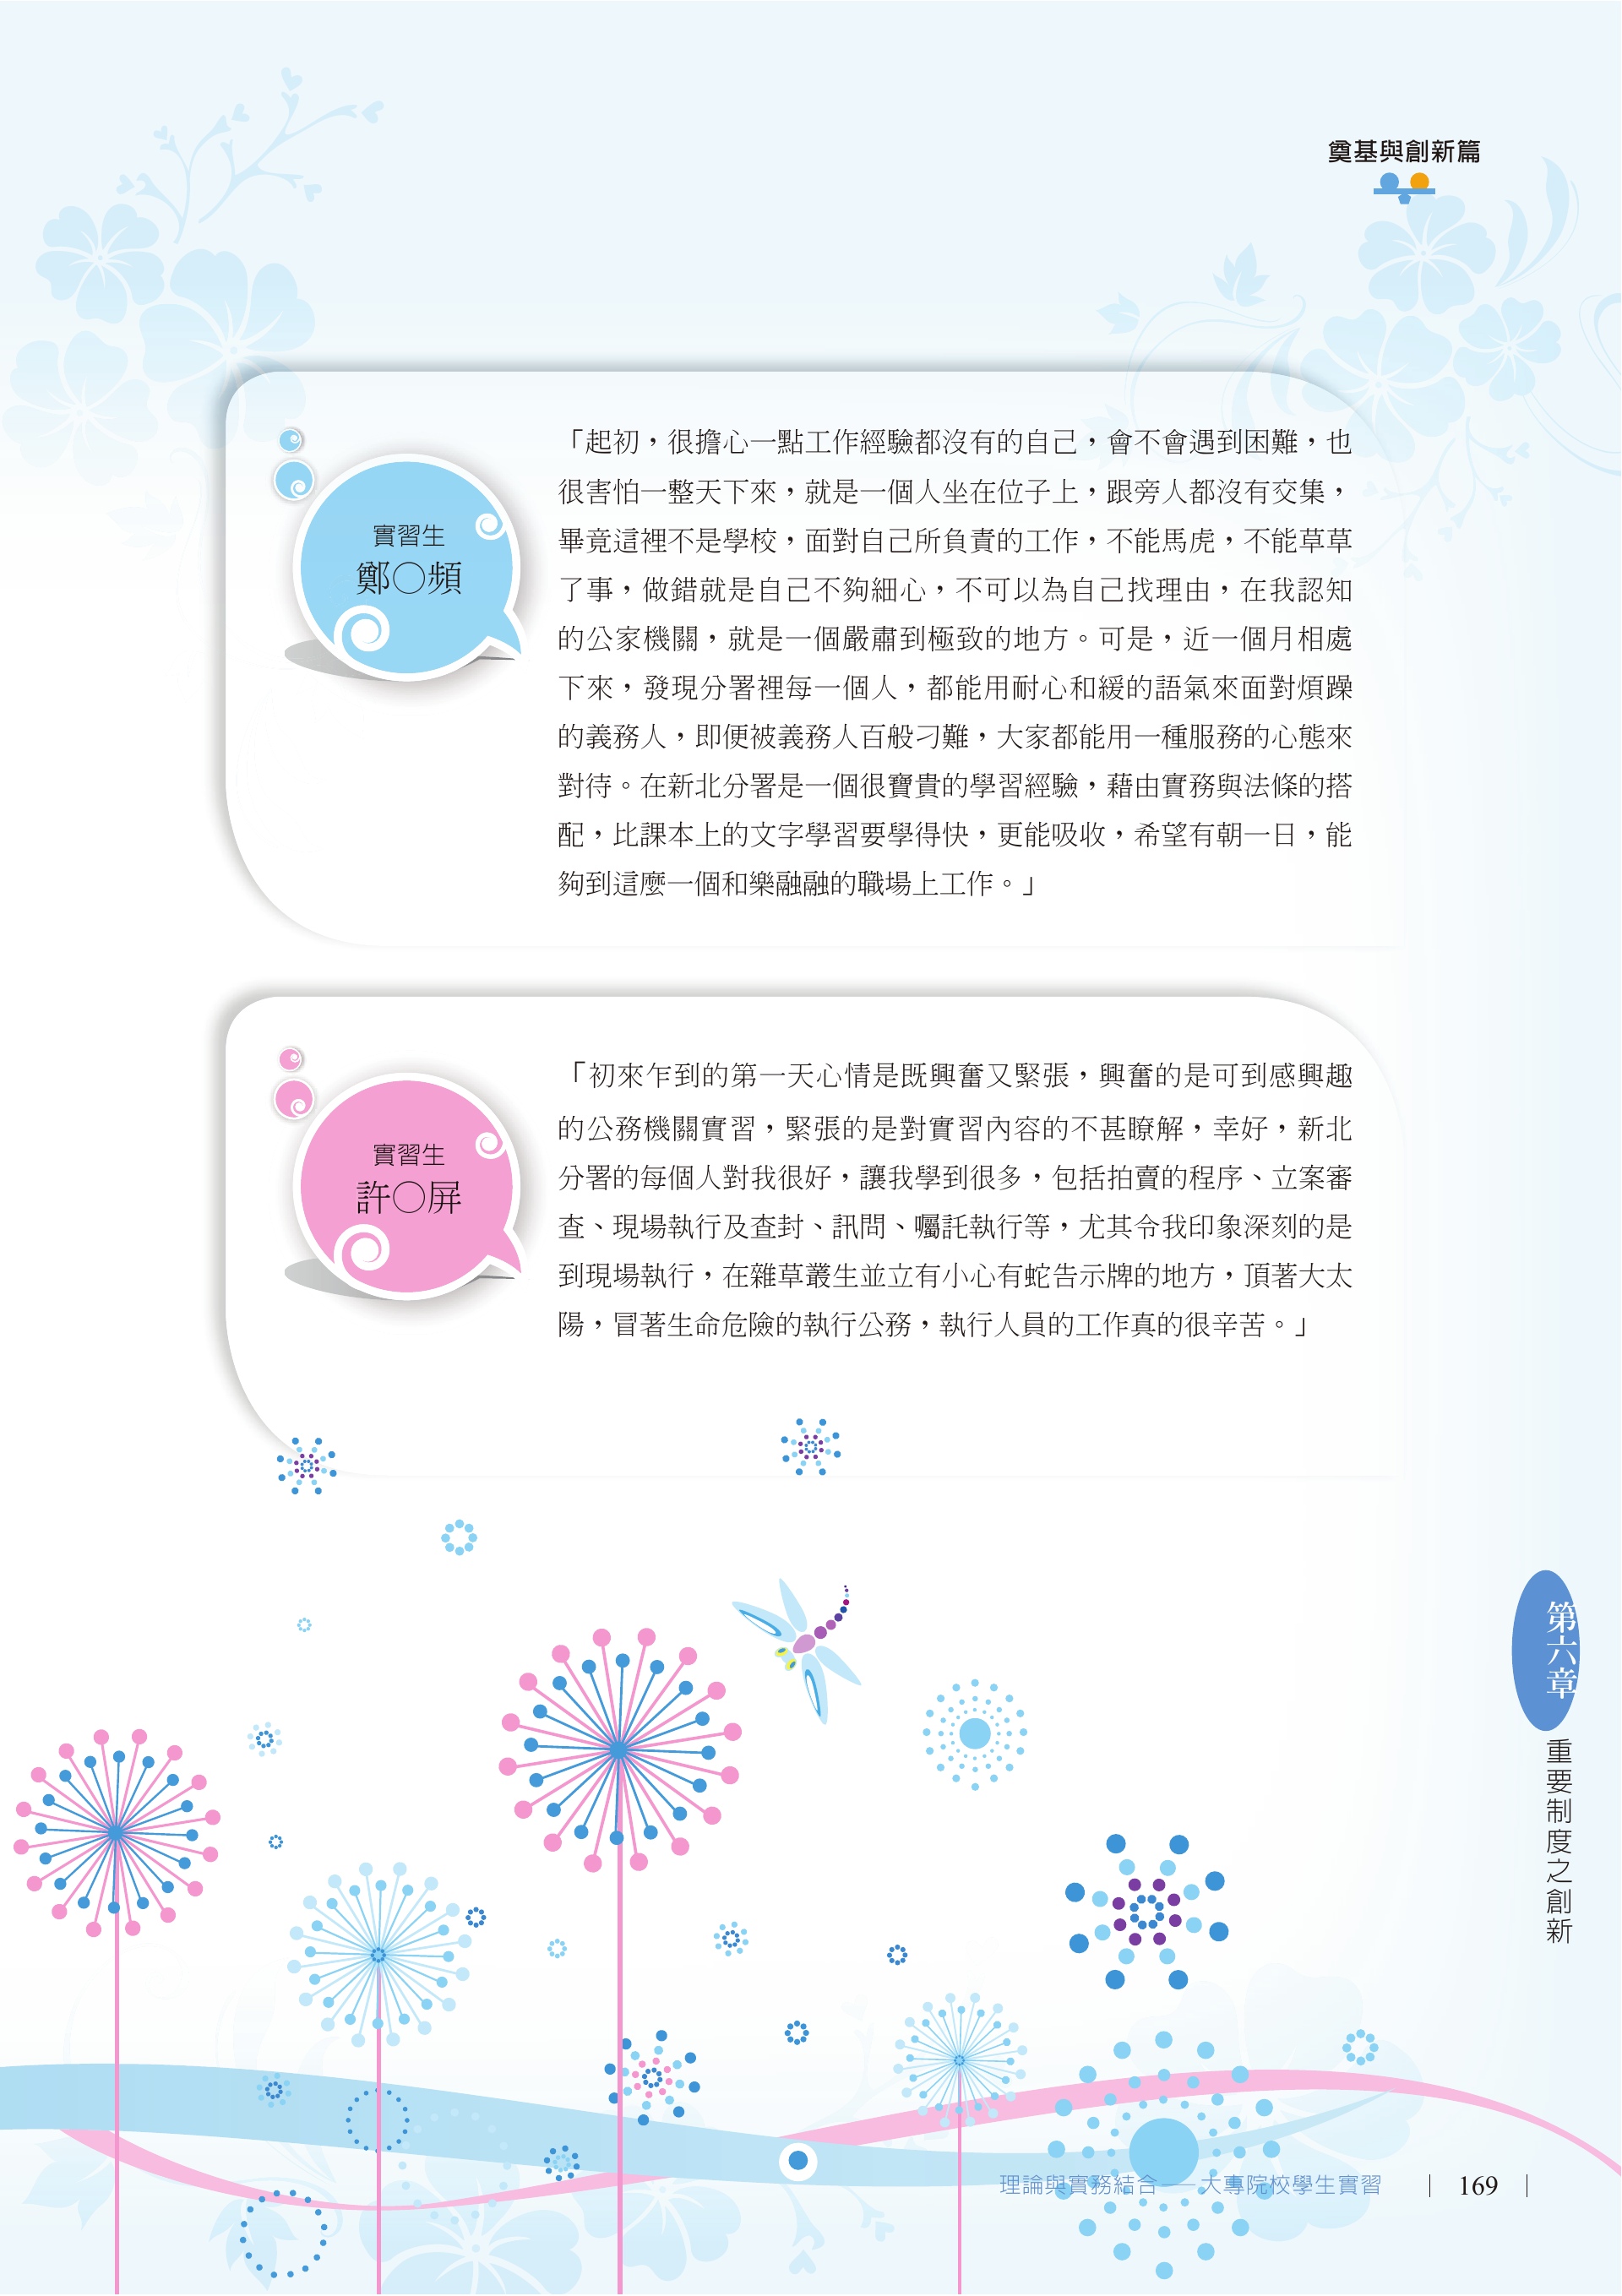 奠基與創新篇
實習生
鄭○頻
「起初，很擔心一點工作經驗都沒有的自己，會不會遇到困難，也
很害怕一整天下來，就是一個人坐在位子上，跟旁人都沒有交集，
畢竟這裡不是學校，面對自己所負責的工作，不能馬虎，不能草草
了事，做錯就是自己不夠細心，不可以為自己找理由，在我認知
的公家機關，就是一個嚴肅到極致的地方。可是，近一個月相處
下來，發現分署裡每一個人，都能用耐心和緩的語氣來面對煩躁
的義務人，即便被義務人百般刁難，大家都能用一種服務的心態來
對待。在新北分署是一個很寶貴的學習經驗，藉由實務與法條的搭
配，比課本上的文字學習要學得快，更能吸收，希望有朝一日，能
夠到這麼一個和樂融融的職場上工作。」
實習生
許○屏
「初來乍到的第一天心情是既興奮又緊張，興奮的是可到感興趣
的公務機關實習，緊張的是對實習內容的不甚瞭解，幸好，新北
分署的每個人對我很好，讓我學到很多，包括拍賣的程序、立案審
查、現場執行及查封、訊問、囑託執行等，尤其令我印象深刻的是
到現場執行，在雜草叢生並立有小心有蛇告示牌的地方，頂著大太
陽，冒著生命危險的執行公務，執行人員的工作真的很辛苦。」
第六章
重要制度之創新
理論與實務結合——大專院校學生實習
169